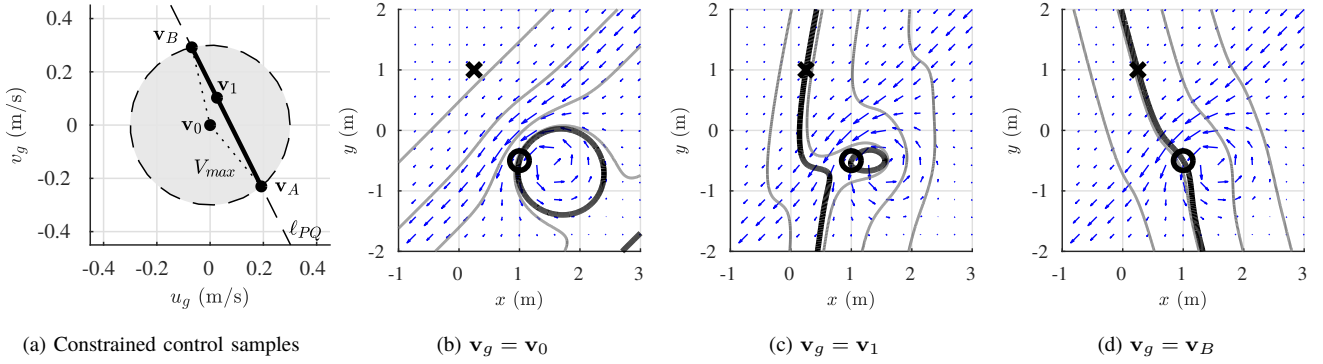 0.4
0.2
0
-0.2
-0.4
-0.4
-0.2
0
0.2
0.4
v_g (m/s)
u_g (m/s)
v_B
v_1
v_0
V_max
v_A
ℓ_PQ
(a) Constrained control samples
2
1
0
-1
-2
-1
0
1
2
3
y (m)
x (m)
(b) v_g = v_0
2
1
0
-1
-2
-1
0
1
2
3
y (m)
x (m)
(c) v_g = v_1
2
1
0
-1
-2
-1
0
1
2
3
y (m)
x (m)
(d) v_g = v_B